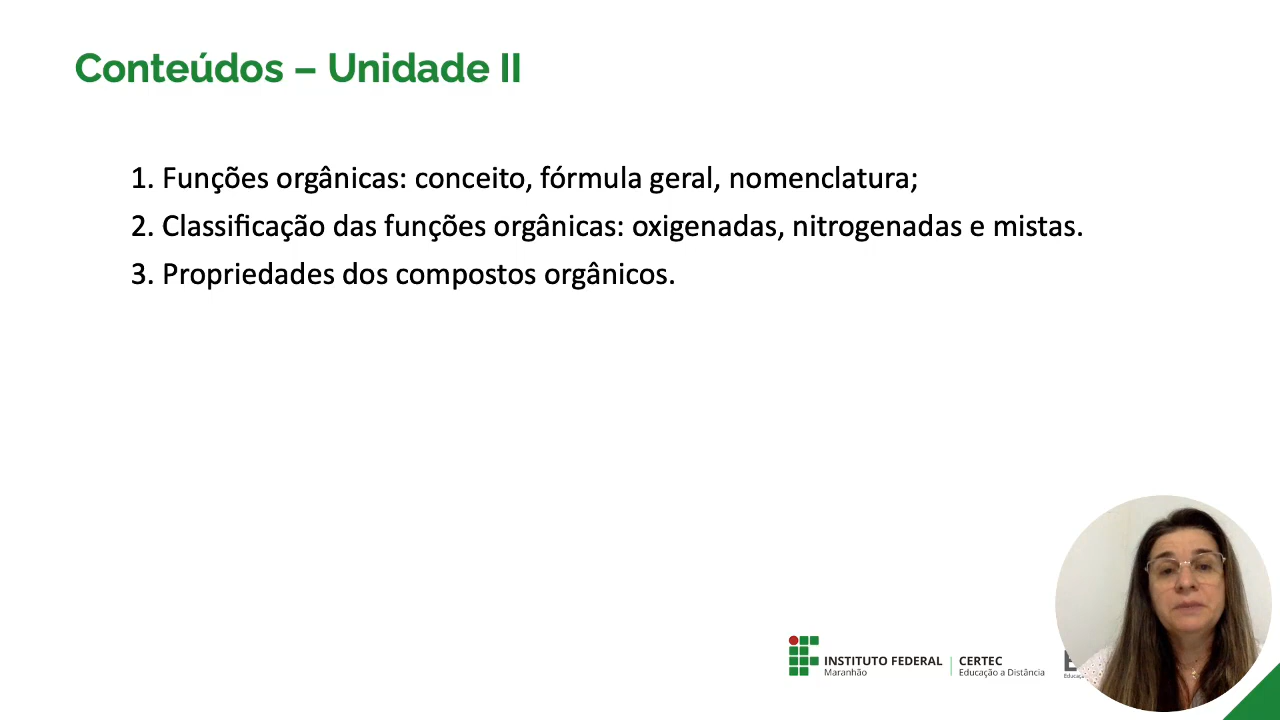 Conteúdos – Unidade II
1. Funções orgânicas: conceito, fórmula geral, nomenclatura;
2. Classificação das funções orgânicas: oxigenadas, nitrogenadas e mistas.
3. Propriedades dos compostos orgânicos.
INSTITUTO FEDERAL
Maranhão
CERTEC
Educação a Distância